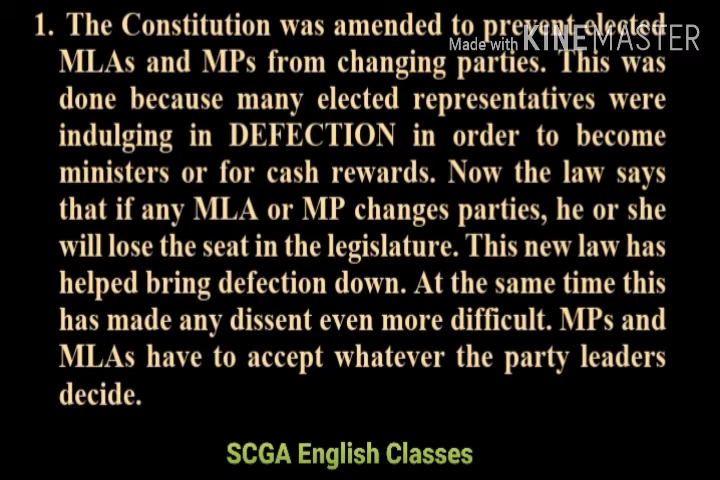 1. The Constitution was amended to prevent elected
Made with KINEMASTER
MLAs and MPs from changing parties. This was
done because many elected representatives were
indulging in DEFECTION in order to become
ministers or for cash rewards. Now the law says
that if any MLA or MP changes parties, he or she
will lose the seat in the legislature. This new law has
helped bring defection down. At the same time this
has made any dissent even more difficult. MPs and
MLAs have to accept whatever the party leaders
decide.
SCGA English Classes